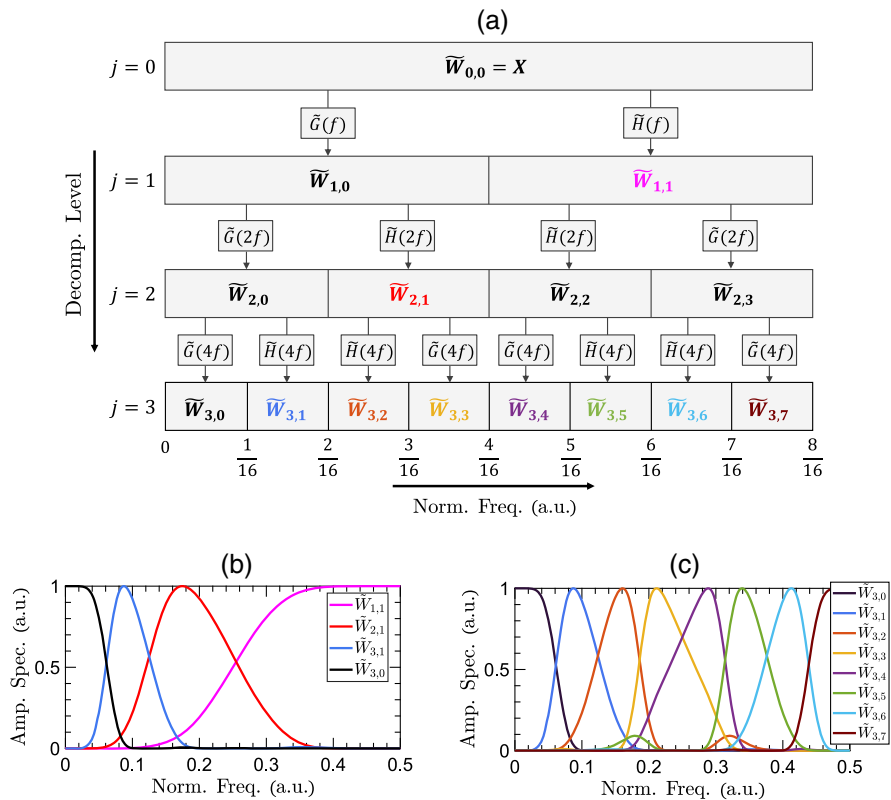 (a)
j = 0
W̃0,0 = X
G̃(f)
H̃(f)
j = 1
W̃1,0
W̃1,1
G̃(2f)
H̃(2f)
H̃(2f)
G̃(2f)
j = 2
W̃2,0
W̃2,1
W̃2,2
W̃2,3
G̃(4f)
H̃(4f)
H̃(4f)
G̃(4f)
G̃(4f)
H̃(4f)
H̃(4f)
G̃(4f)
j = 3
W̃3,0
W̃3,1
W̃3,2
W̃3,3
W̃3,4
W̃3,5
W̃3,6
W̃3,7
Decomp. Level
0
1/16
2/16
3/16
4/16
5/16
6/16
7/16
8/16
Norm. Freq. (a.u.)
(b)
Amp. Spec. (a.u.)
1
0.5
0
W̃1,1
W̃2,1
W̃3,1
W̃3,0
0
0.1
0.2
0.3
0.4
0.5
Norm. Freq. (a.u.)
(c)
Amp. Spec. (a.u.)
1
0.5
0
W̃3,0
W̃3,1
W̃3,2
W̃3,3
W̃3,4
W̃3,5
W̃3,6
W̃3,7
0
0.1
0.2
0.3
0.4
0.5
Norm. Freq. (a.u.)